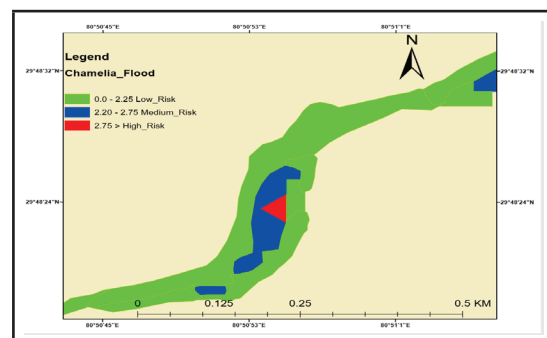 80°50'45"E 80°50'53"E 80°51'1"E
N
Legend
Chamelia_Flood
0.0 - 2.25 Low_Risk
2.20 - 2.75 Medium_Risk
2.75 > High_Risk
29°48'32"N 29°48'32"N
29°48'24"N 29°48'24"N
0 0.125 0.25 0.5 KM
80°50'45"E 80°50'53"E 80°51'1"E